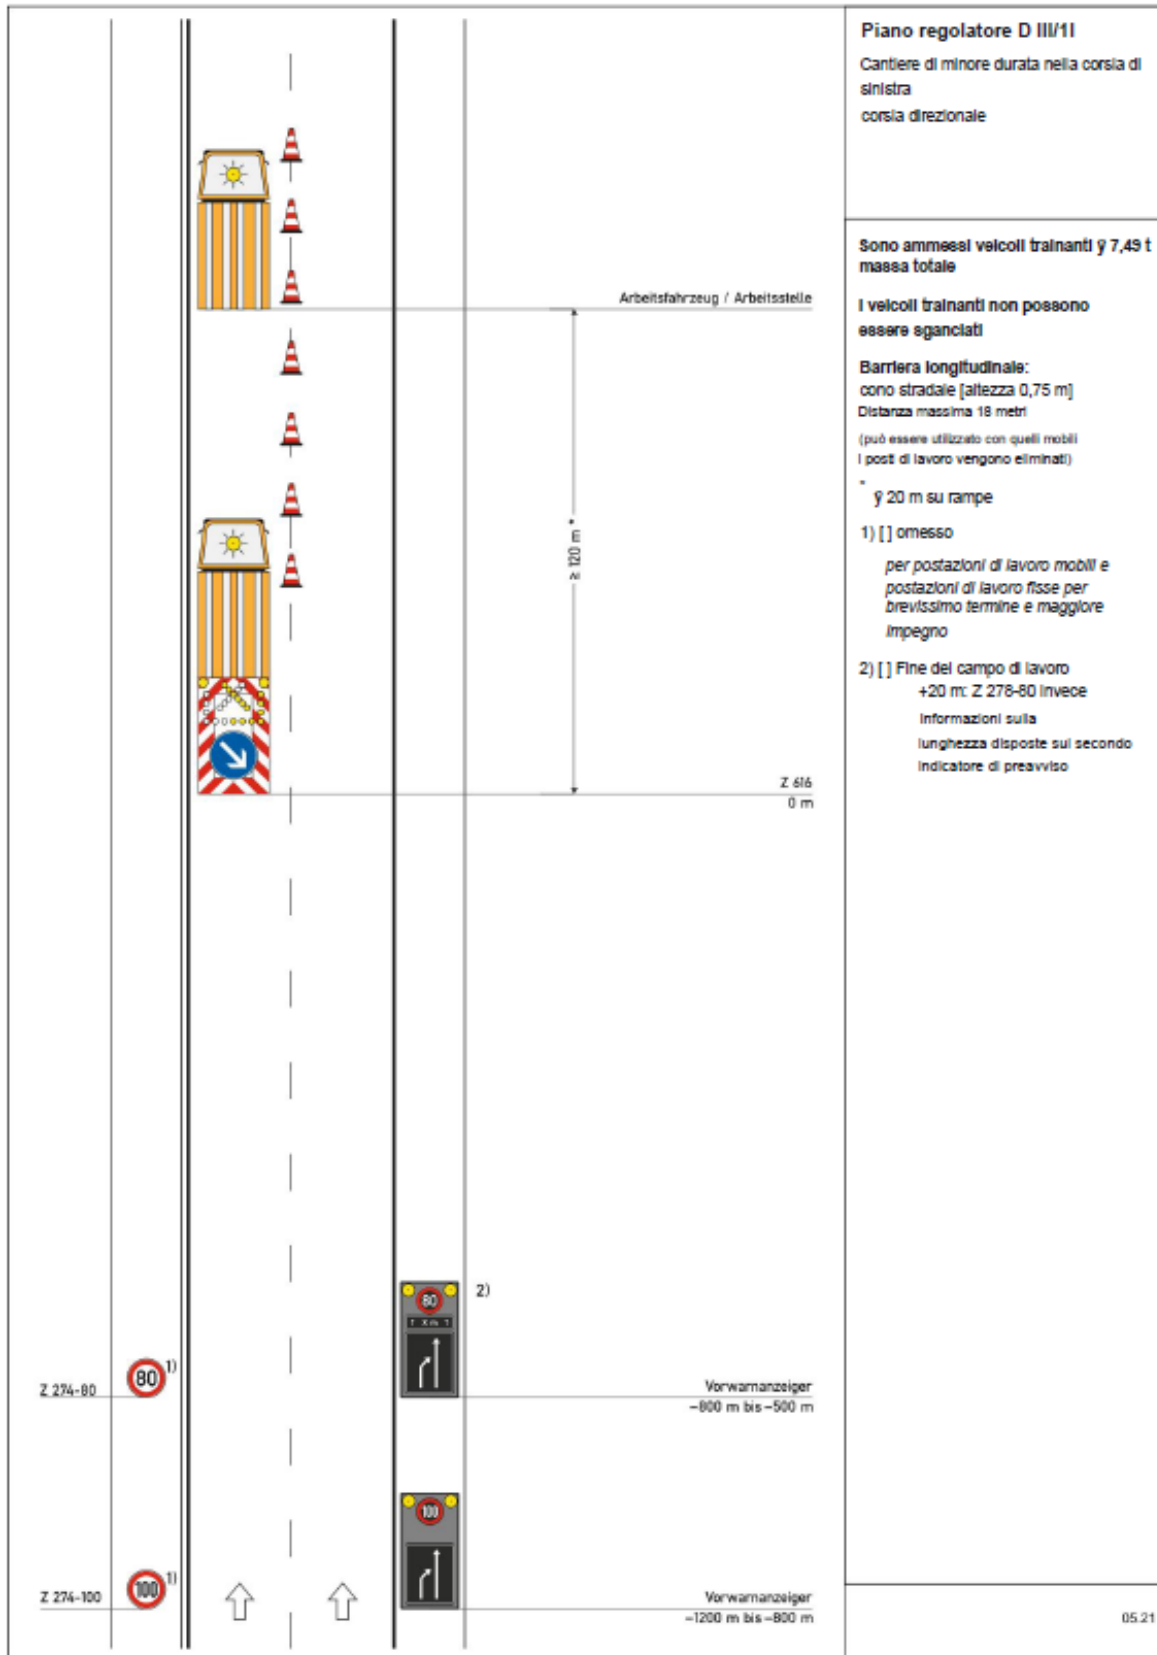 Piano regolatore D III/1l
Cantiere di minore durata nella corsia di
sinistra
corsia direzionale
Sono ammessi veicoli trainanti ÿ 7,49 t
massa totale
I veicoli trainanti non possono
essere sganciati
Barriera longitudinale:
cono stradale [altezza 0,75 m]
Distanza massima 18 metri
(può essere utilizzato con quelli mobili
i posti di lavoro vengono eliminati)
*
ÿ 20 m su rampe
1) [ ] omesso
per postazioni di lavoro mobili e
postazioni di lavoro fisse per
brevissimo termine e maggiore
impegno
2) [ ] Fine del campo di lavoro
+20 m: Z 278-80 invece
Informazioni sulla
lunghezza disposte sul secondo
indicatore di preavviso
Arbeitsfahrzeug / Arbeitsstelle
≥ 120 m *
Z 616
0 m
2)
80
Z 274-80
80
1)
Vorwarnanzeiger
-800 m bis -500 m
100
Z 274-100
100
1)
Vorwarnanzeiger
-1200 m bis -800 m
05.21